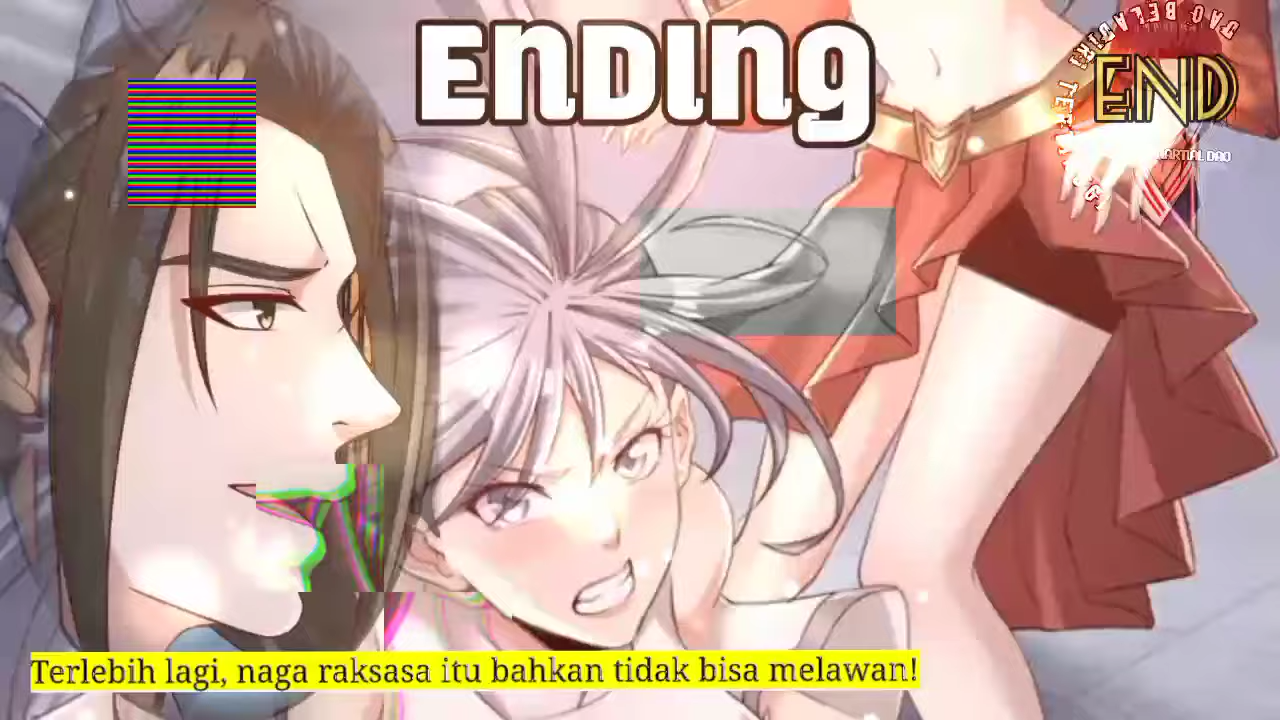 ENDING
END
MARTIAL DAO
Terlebih lagi, naga raksasa itu bahkan tidak bisa melawan!